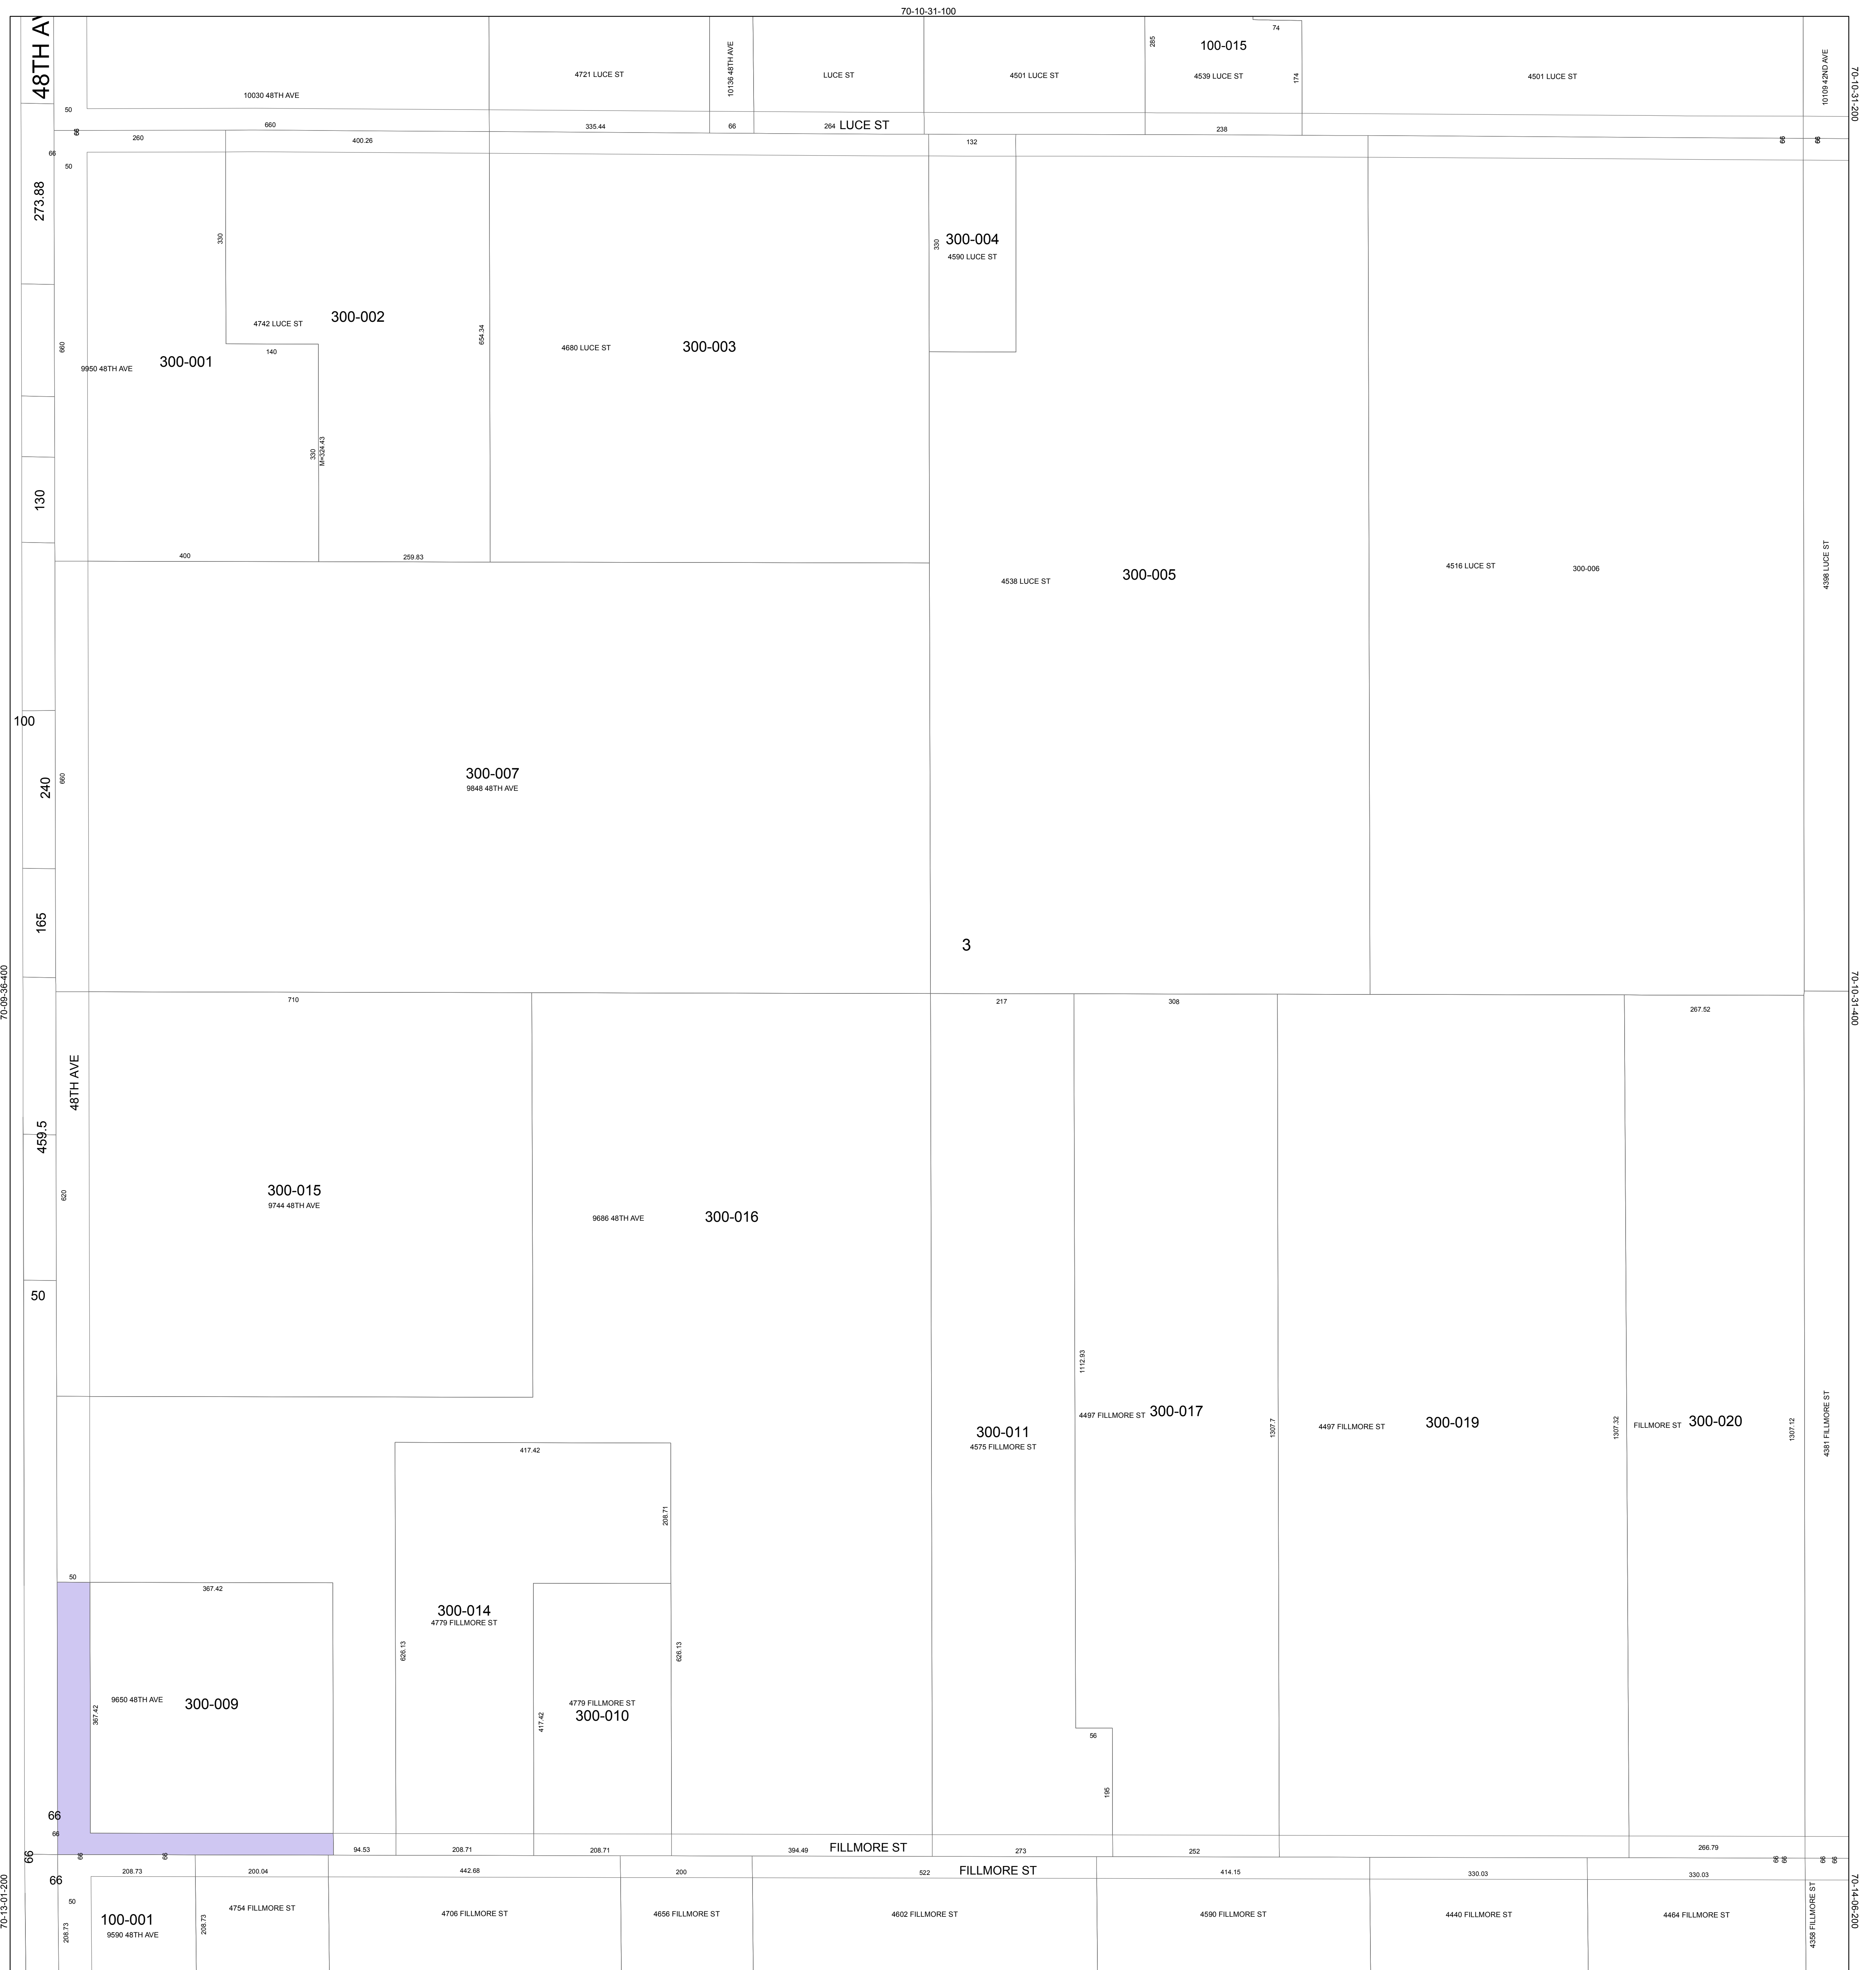 70-10-31-100
48TH AV
74
285
100-015
4721 LUCE ST
10136 48TH AVE
LUCE ST
4501 LUCE ST
4539 LUCE ST
174
4501 LUCE ST
10109 42ND AVE
70-10-31-200
10030 48TH AVE
50
66
660
335.44
66
264
LUCE ST
238
260
400.26
132
66
66
66
50
273.88
330
330
300-004
4590 LUCE ST
4742 LUCE ST
300-002
654.34
4680 LUCE ST
300-003
660
140
300-001
9950 48TH AVE
330
M=324.43
130
400
259.83
4538 LUCE ST
300-005
4516 LUCE ST
300-006
4398 LUCE ST
100
240
660
300-007
9848 48TH AVE
165
3
70-09-36-400
710
217
308
267.52
70-10-31-400
48TH AVE
459.5
620
300-015
9744 48TH AVE
9686 48TH AVE
300-016
50
1112.93
4497 FILLMORE ST
300-017
300-011
4575 FILLMORE ST
1307.7
4497 FILLMORE ST
300-019
1307.32
FILLMORE ST
300-020
1307.12
4381 FILLMORE ST
417.42
208.71
50
367.42
300-014
4779 FILLMORE ST
626.13
626.13
367.42
9650 48TH AVE
300-009
4779 FILLMORE ST
300-010
417.42
56
195
66
66
94.53
208.71
208.71
394.49
FILLMORE ST
273
252
266.79
66
66
66
66
66
66
66
66
208.73
200.04
442.68
200
522
FILLMORE ST
414.15
330.03
330.03
70-13-01-200
50
208.73
100-001
9590 48TH AVE
208.73
4754 FILLMORE ST
4706 FILLMORE ST
4656 FILLMORE ST
4602 FILLMORE ST
4590 FILLMORE ST
4440 FILLMORE ST
4464 FILLMORE ST
4358 FILLMORE ST
70-14-06-200